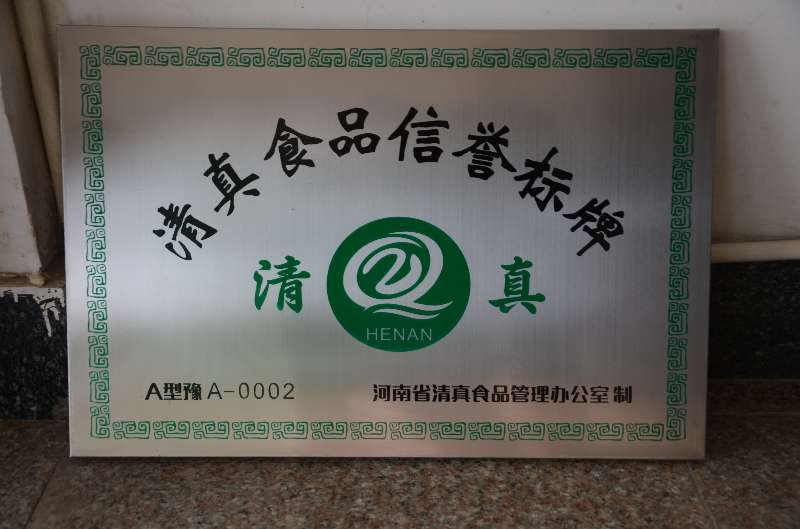 清真食品信誉标牌
清 真
HENAN
A型豫 A-0002
河南省清真食品管理办公室 制